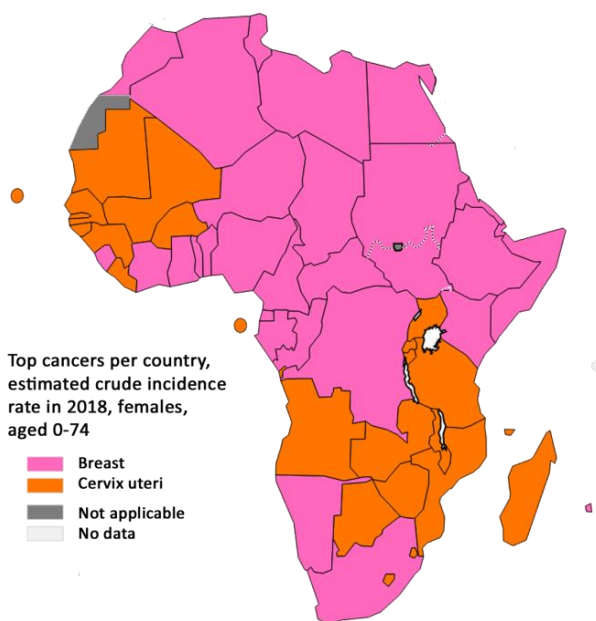 Top cancers per country,
estimated crude incidence
rate in 2018, females,
aged 0-74
Breast
Cervix uteri
Not applicable
No data